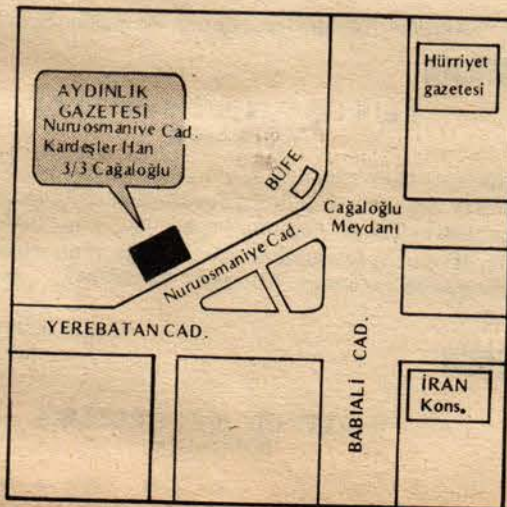 AYDINLIK
GAZETESİ
Nuruosmaniye Cad.
Kardeşler Han
3/3 Cağaloğlu
Hürriyet
gazetesi
BÜFE
Cağaloğlu
Meydanı
Nuruosmaniye Cad.
YEREBATAN CAD.
BABIALİ CAD.
İRAN
Kons.